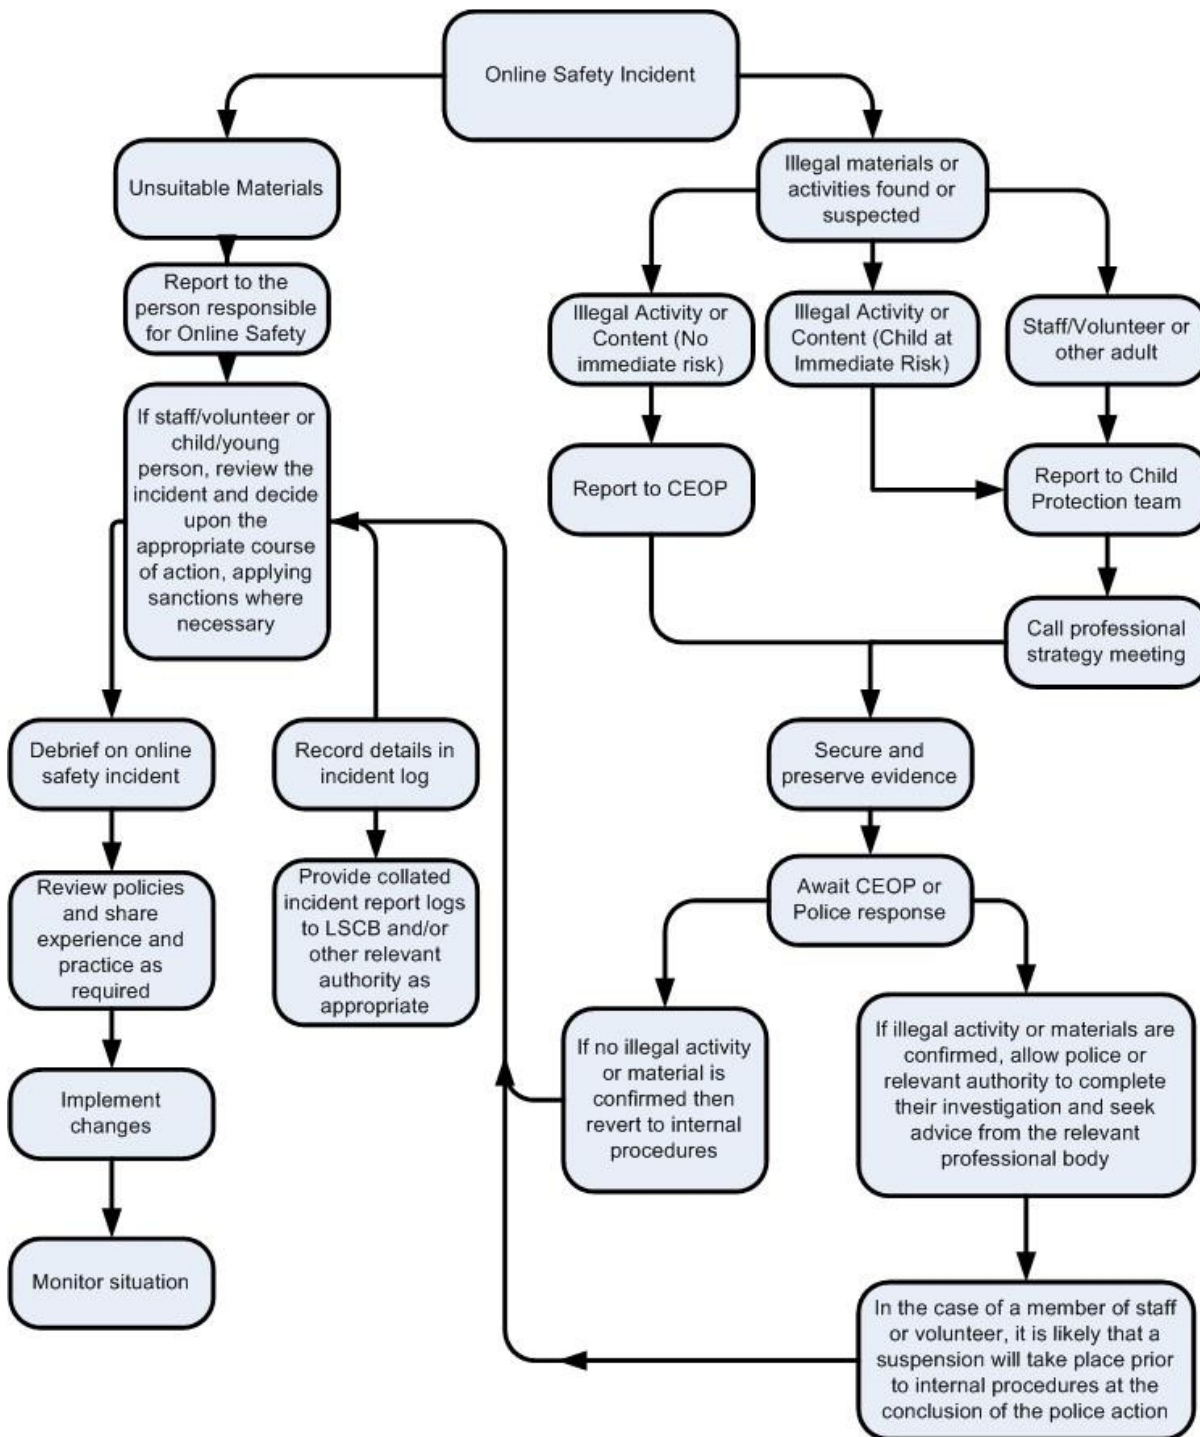 Online Safety Incident
Unsuitable Materials
Illegal materials or
activities found or
suspected
Report to the
person responsible
for Online Safety
Illegal Activity or
Content (No
immediate risk)
Illegal Activity or
Content (Child at
Immediate Risk)
Staff/Volunteer or
other adult
If staff/volunteer or
child/young
person, review the
incident and decide
upon the
appropriate course
of action, applying
sanctions where
necessary
Report to CEOP
Report to Child
Protection team
Call professional
strategy meeting
Debrief on online
safety incident
Record details in
incident log
Secure and
preserve evidence
Review policies
and share
experience and
practice as
required
Provide collated
incident report logs
to LSCB and/or
other relevant
authority as
appropriate
Await CEOP or
Police response
If no illegal activity
or material is
confirmed then
revert to internal
procedures
If illegal activity or materials are
confirmed, allow police or
relevant authority to complete
their investigation and seek
advice from the relevant
professional body
Implement
changes
Monitor situation
In the case of a member of staff
or volunteer, it is likely that a
suspension will take place prior
to internal procedures at the
conclusion of the police action